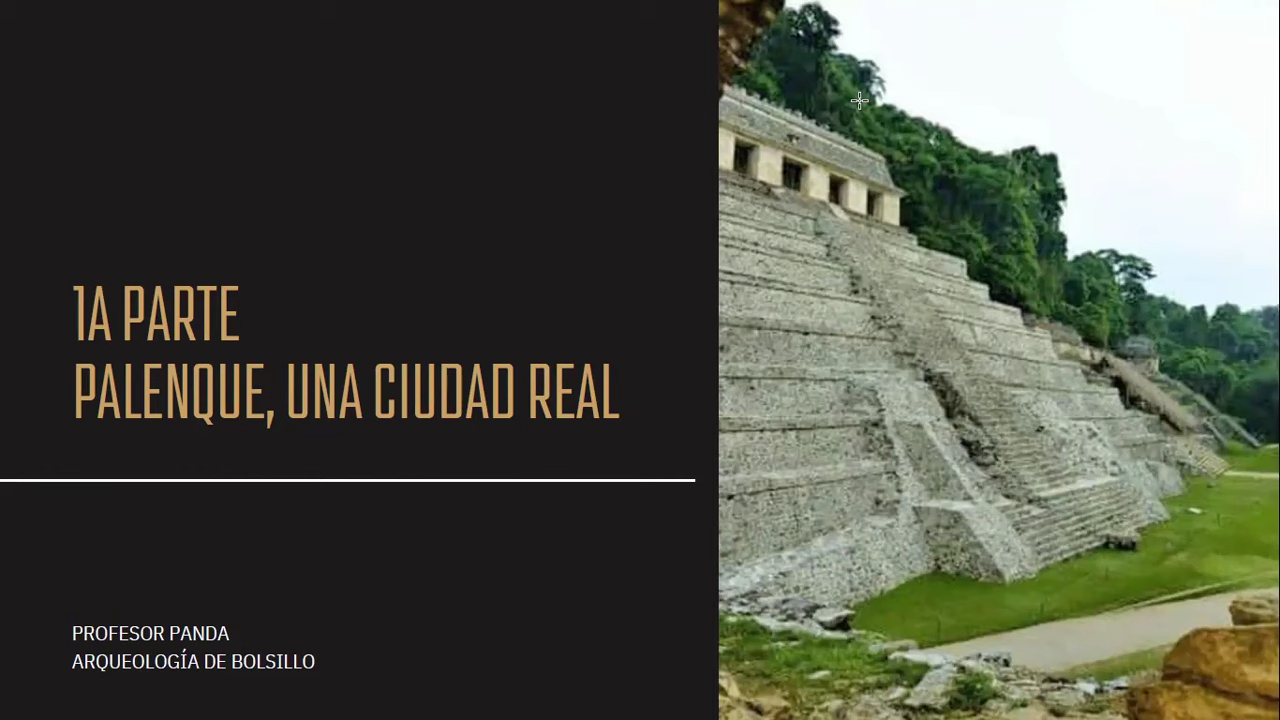 1A PARTE
PALENQUE, UNA CIUDAD REAL
PROFESOR PANDA
ARQUEOLOGÍA DE BOLSILLO